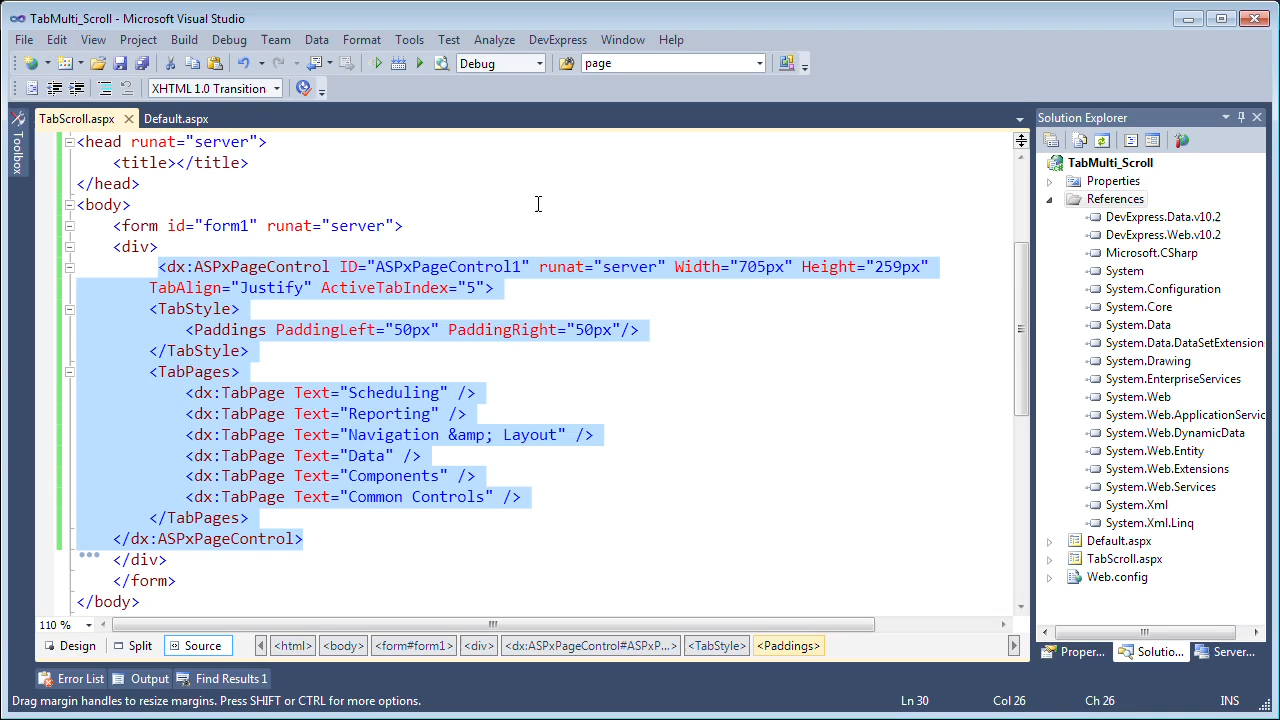 TabMulti_Scroll - Microsoft Visual Studio
File Edit View Project Build Debug Team Data Format Tools Test Analyze DevExpress Window Help
Debug page
XHTML 1.0 Transition
TabScroll.aspx Default.aspx
Toolbox
<head runat="server">
<title></title>
</head>
<body>
<form id="form1" runat="server">
<div>
<dx:ASPxPageControl ID="ASPxPageControl1" runat="server" Width="705px" Height="259px"
TabAlign="Justify" ActiveTabIndex="5">
<TabStyle>
<Paddings PaddingLeft="50px" PaddingRight="50px"/>
</TabStyle>
<TabPages>
<dx:TabPage Text="Scheduling" />
<dx:TabPage Text="Reporting" />
<dx:TabPage Text="Navigation &amp; Layout" />
<dx:TabPage Text="Data" />
<dx:TabPage Text="Components" />
<dx:TabPage Text="Common Controls" />
</TabPages>
</dx:ASPxPageControl>
</div>
</form>
</body>
110 %
Design Split Source <html> <body> <form#form1> <div> <dx:ASPxPageControl#ASPxP...> <TabStyle> <Paddings>
Solution Explorer
TabMulti_Scroll
Properties
References
DevExpress.Data.v10.2
DevExpress.Web.v10.2
Microsoft.CSharp
System
System.Configuration
System.Core
System.Data
System.Data.DataSetExtension
System.Drawing
System.EnterpriseServices
System.Web
System.Web.ApplicationServic
System.Web.DynamicData
System.Web.Entity
System.Web.Extensions
System.Web.Services
System.Xml
System.Xml.Linq
Default.aspx
TabScroll.aspx
Web.config
Proper... Solutio... Server...
Error List Output Find Results 1
Drag margin handles to resize margins. Press SHIFT or CTRL for more options. Ln 30 Col 26 Ch 26 INS